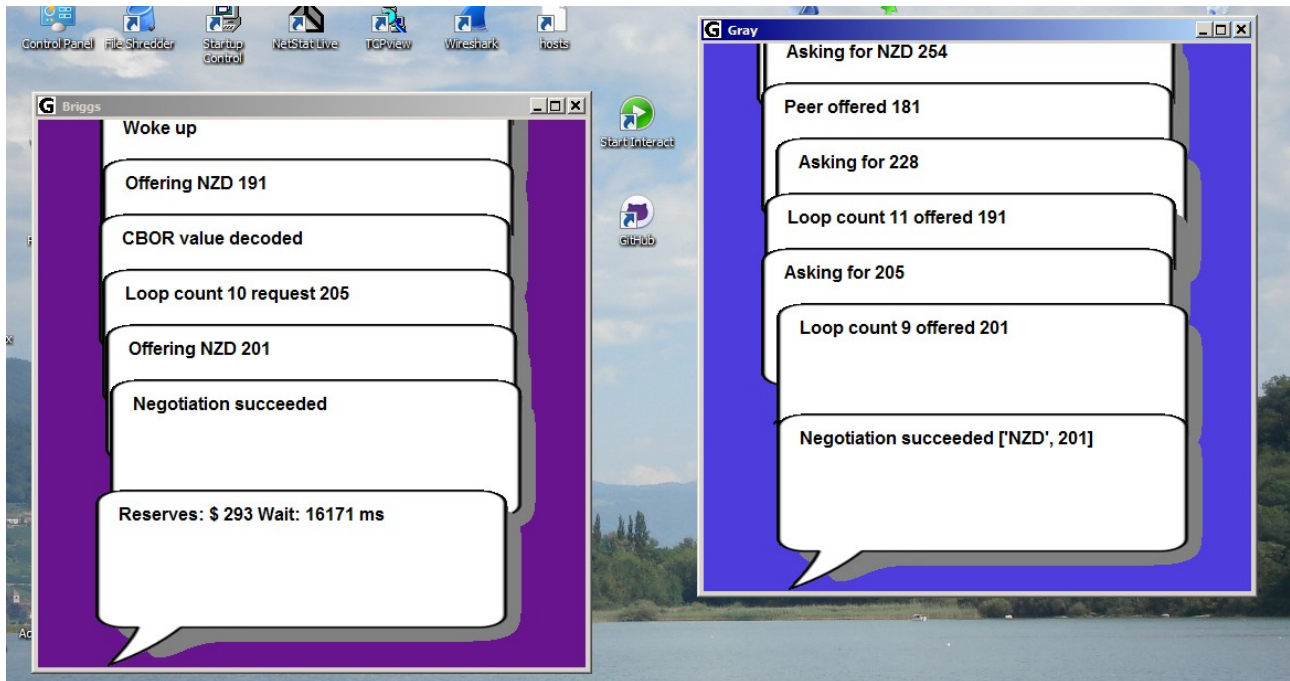 Control Panel
File Shredder
Startup
Control
NetStat Live
TCPview
Wireshark
hosts
G Briggs
Woke up
Offering NZD 191
CBOR value decoded
Loop count 10 request 205
Offering NZD 201
Negotiation succeeded
Reserves: $ 293 Wait: 16171 ms
Start Interact
GitHub
G Gray
Asking for NZD 254
Peer offered 181
Asking for 228
Loop count 11 offered 191
Asking for 205
Loop count 9 offered 201
Negotiation succeeded ['NZD', 201]